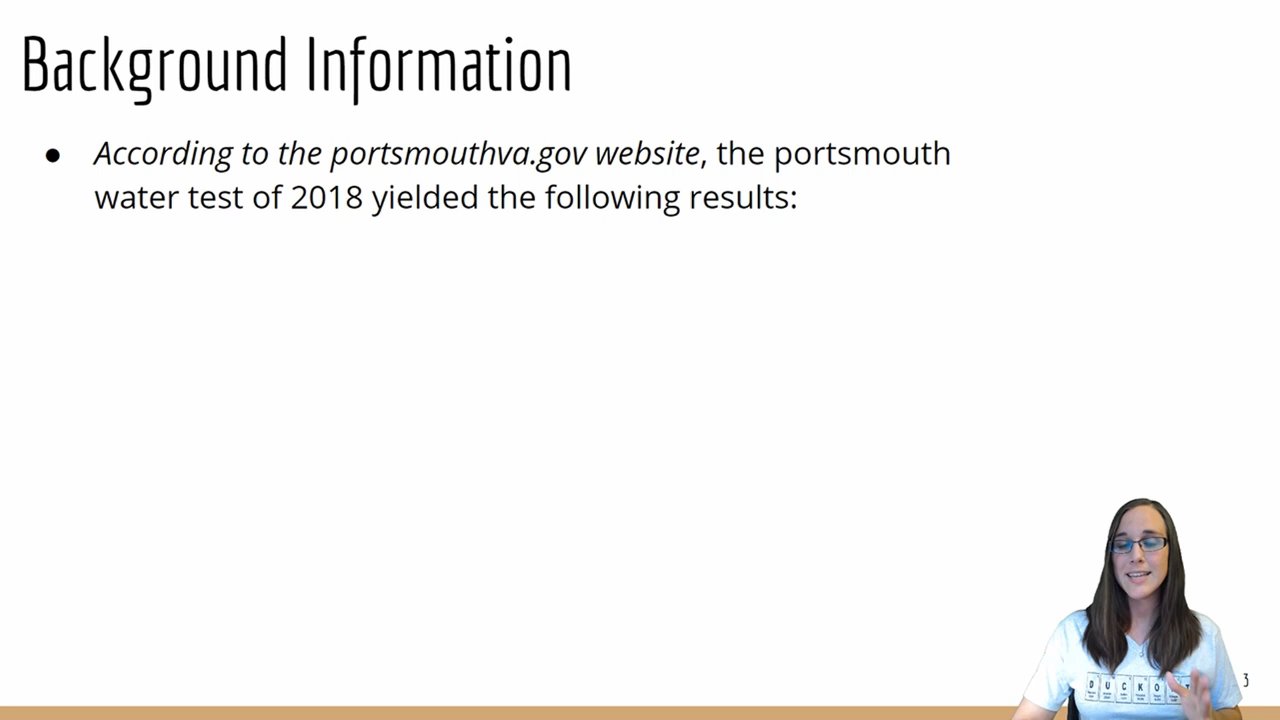 Background Information
● According to the portsmouthva.gov website, the portsmouth
water test of 2018 yielded the following results:
D U C K O
3